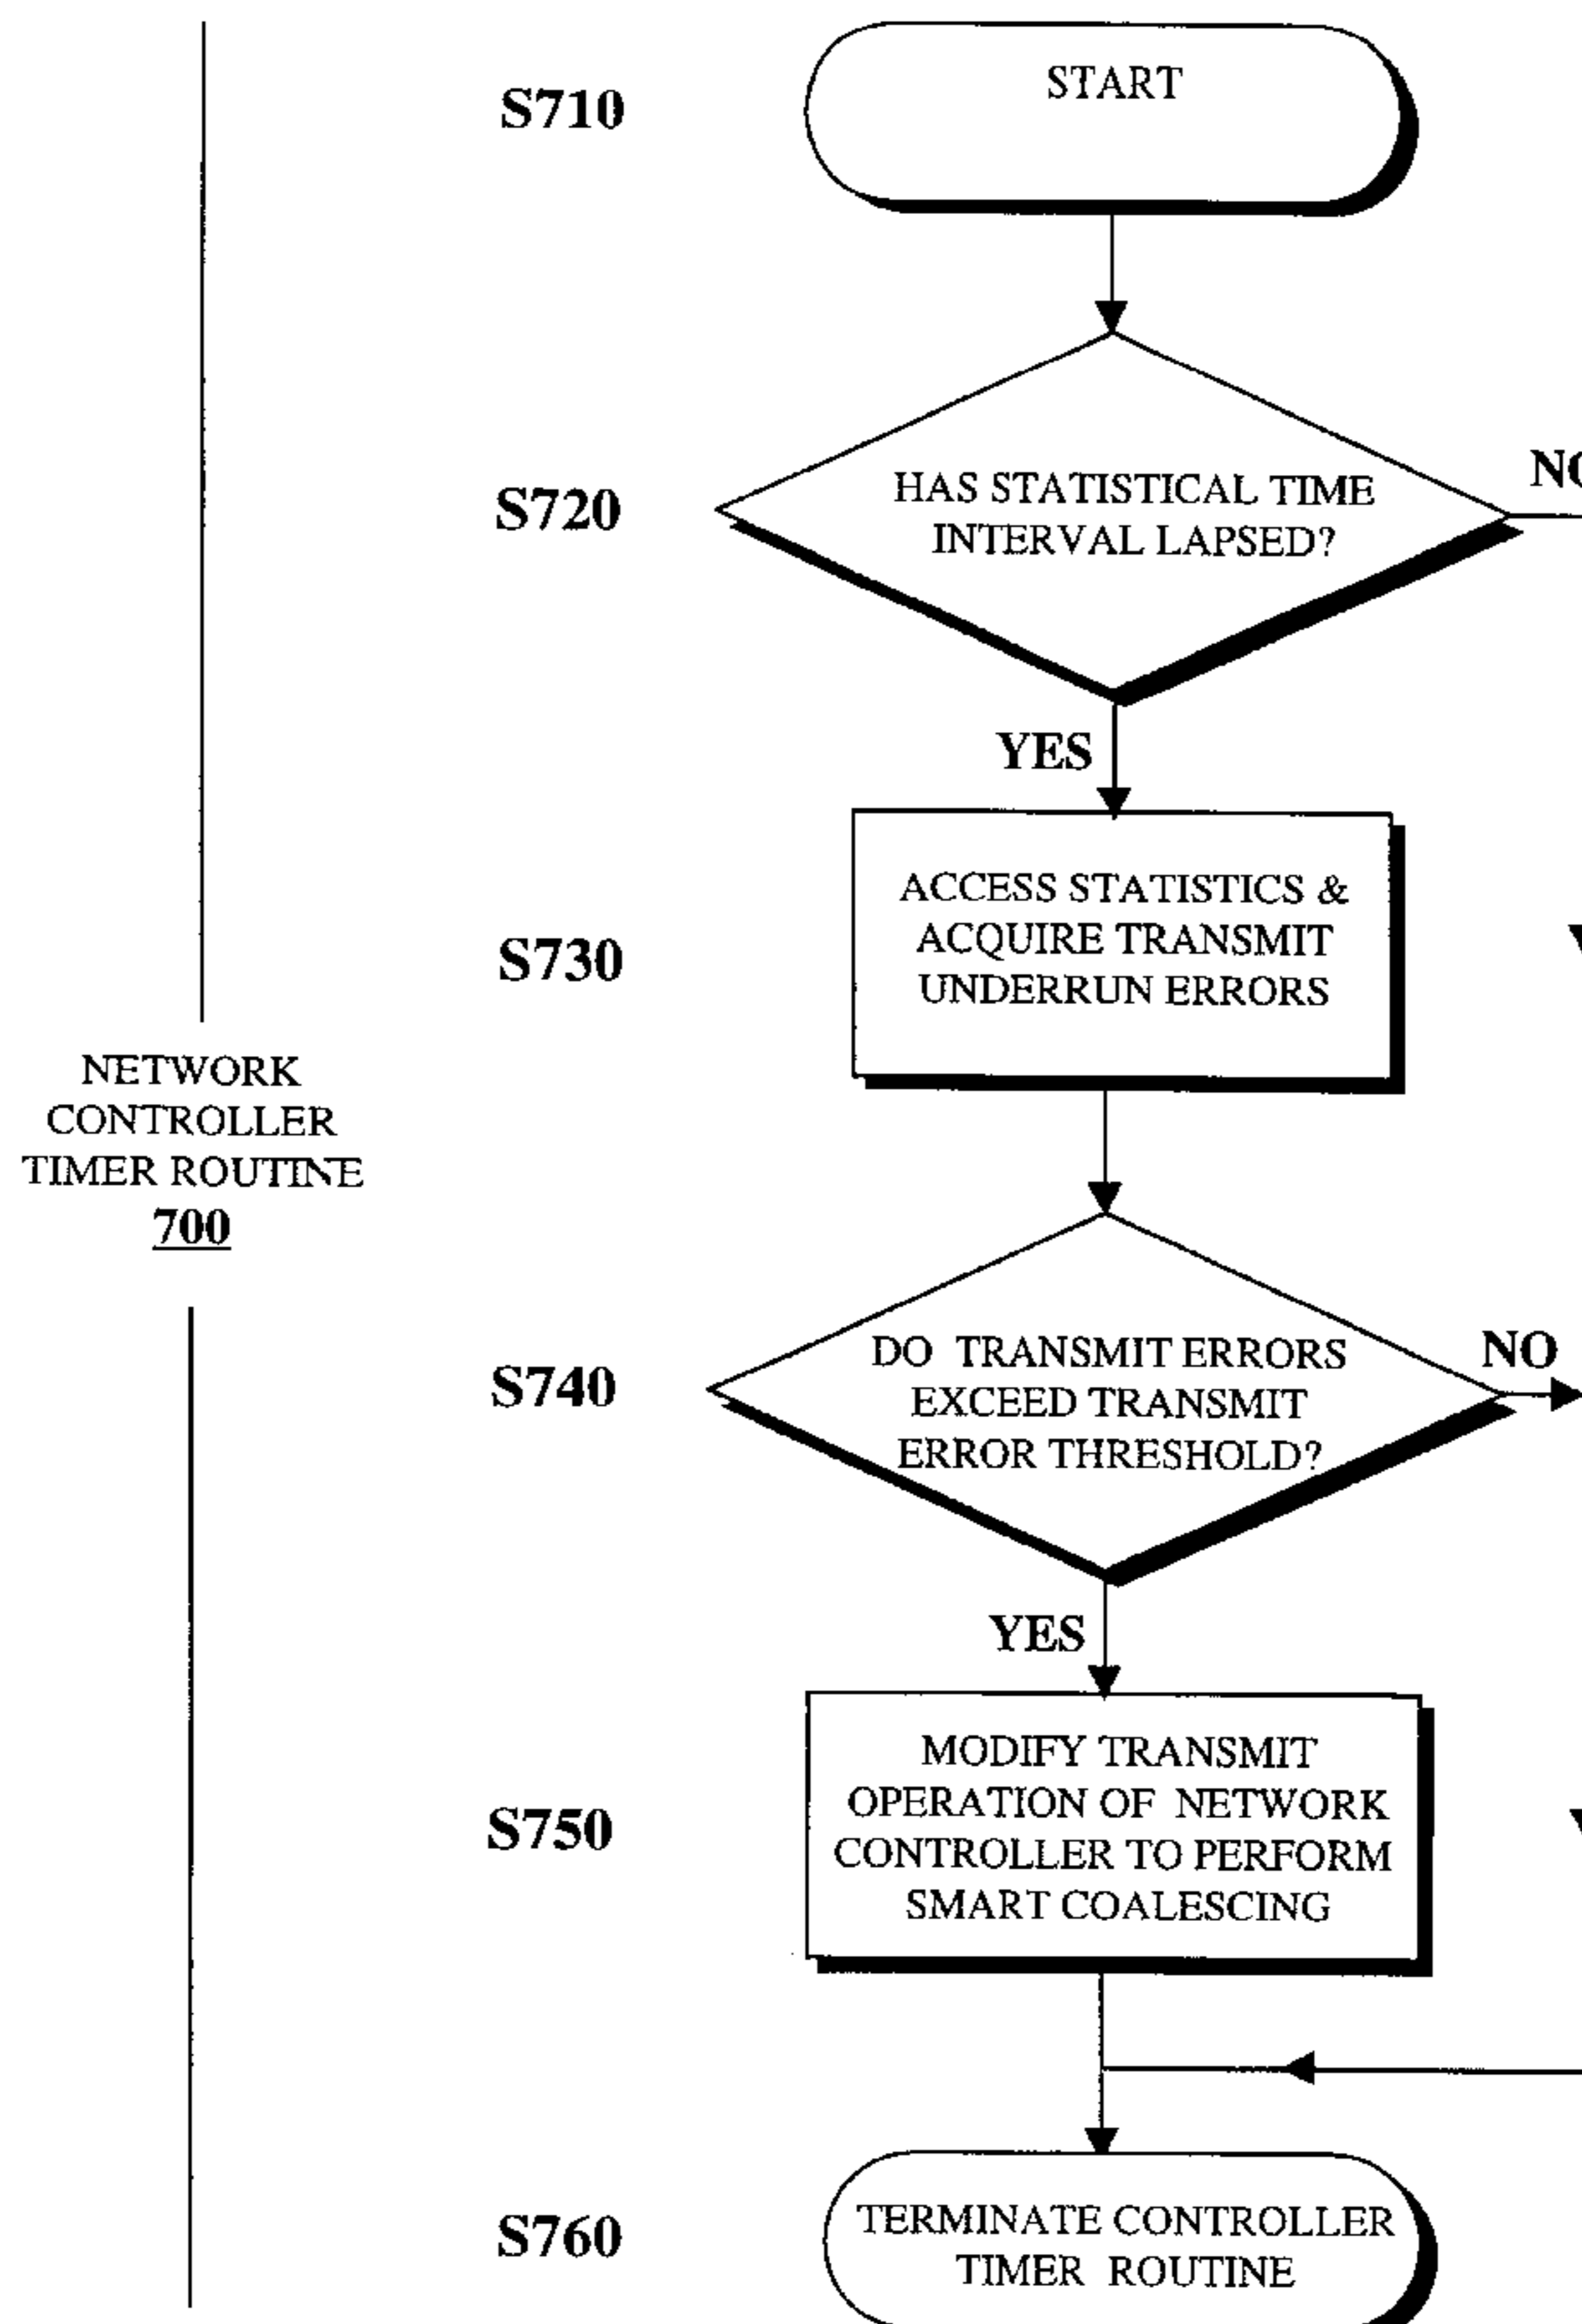 S710
START
S720
HAS STATISTICAL TIME
INTERVAL LAPSED?
NO
YES
S730
ACCESS STATISTICS &
ACQUIRE TRANSMIT
UNDERRUN ERRORS
NETWORK
CONTROLLER
TIMER ROUTINE
700
S740
DO TRANSMIT ERRORS
EXCEED TRANSMIT
ERROR THRESHOLD?
NO
YES
S750
MODIFY TRANSMIT
OPERATION OF NETWORK
CONTROLLER TO PERFORM
SMART COALESCING
S760
TERMINATE CONTROLLER
TIMER ROUTINE